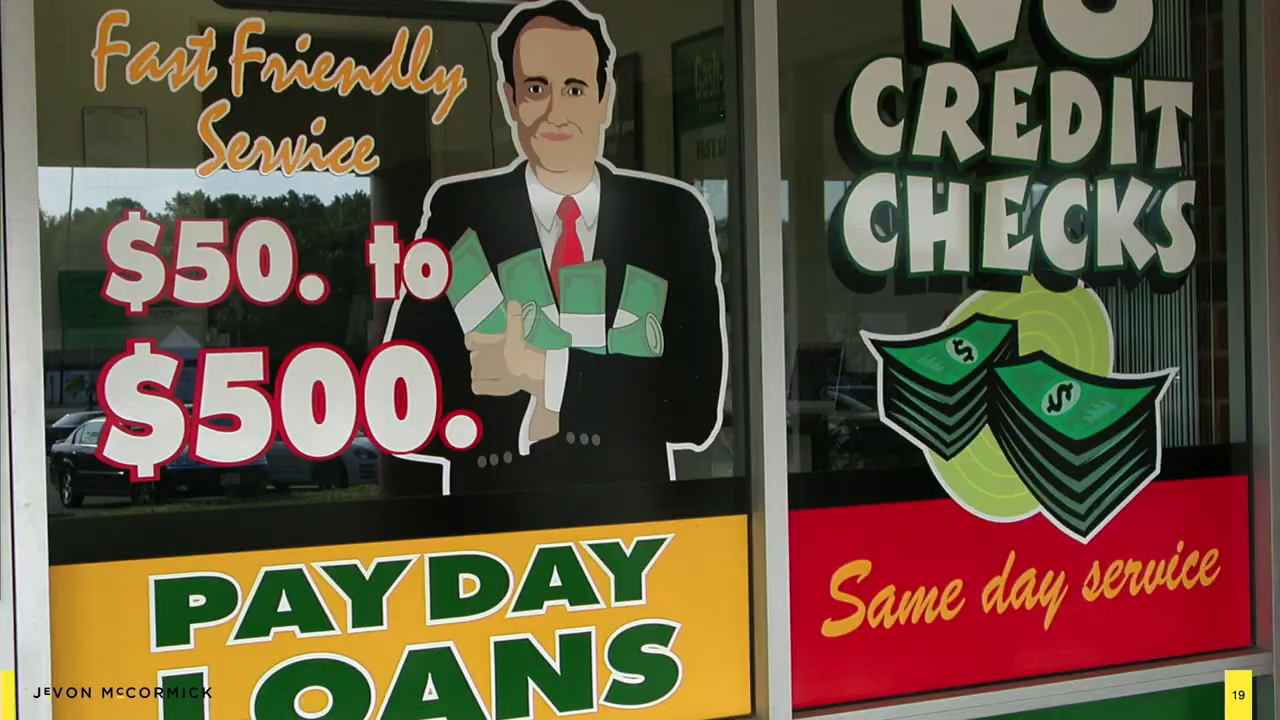 Fast Friendly
Service
$50. to
$500.
PAYDAY
LOANS
NO
CREDIT
CHECKS
Same day service
JEVON MCCORMICK
19